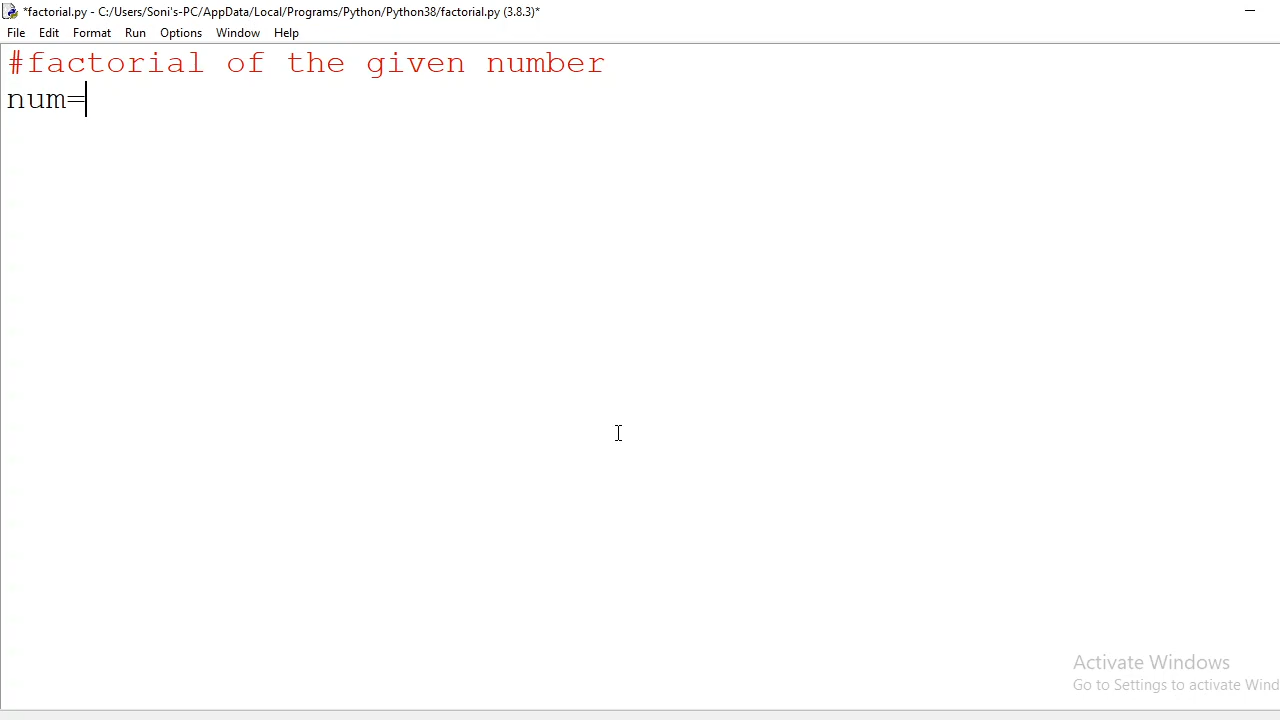 *factorial.py - C:/Users/Soni's-PC/AppData/Local/Programs/Python/Python38/factorial.py (3.8.3)*
File Edit Format Run Options Window Help
#factorial of the given number
num=
Activate Windows
Go to Settings to activate Wind